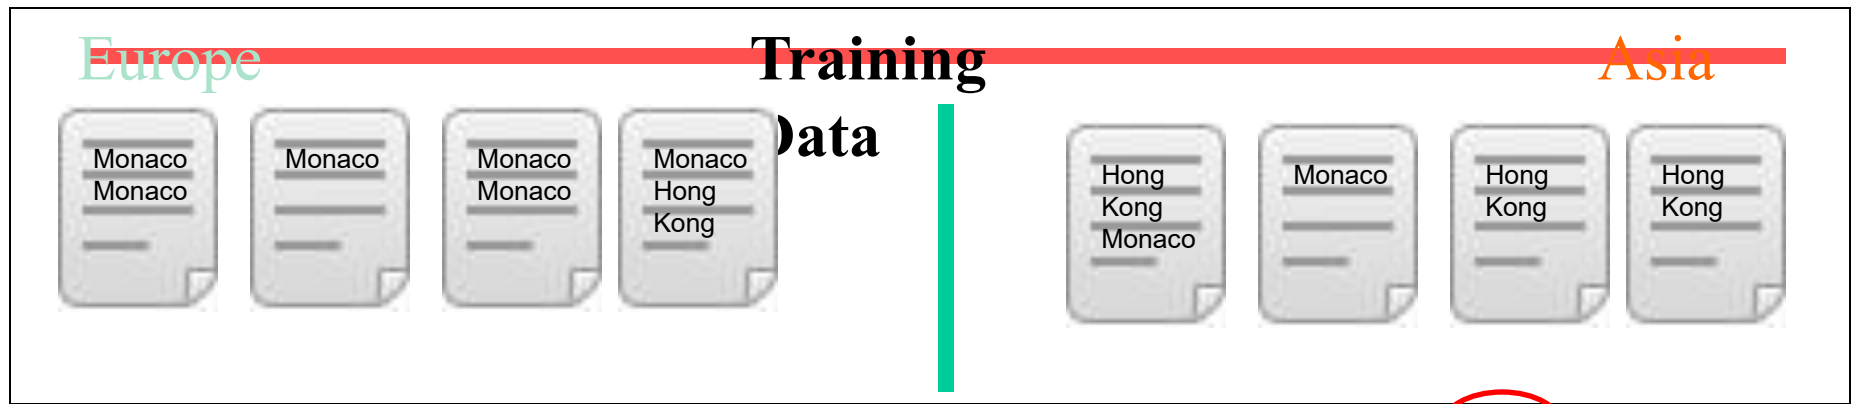 Europe
Training
Asia
Data
Monaco
Monaco
Monaco
Monaco
Monaco
Monaco
Hong
Kong
Hong
Kong
Monaco
Monaco
Hong
Kong
Hong
Kong